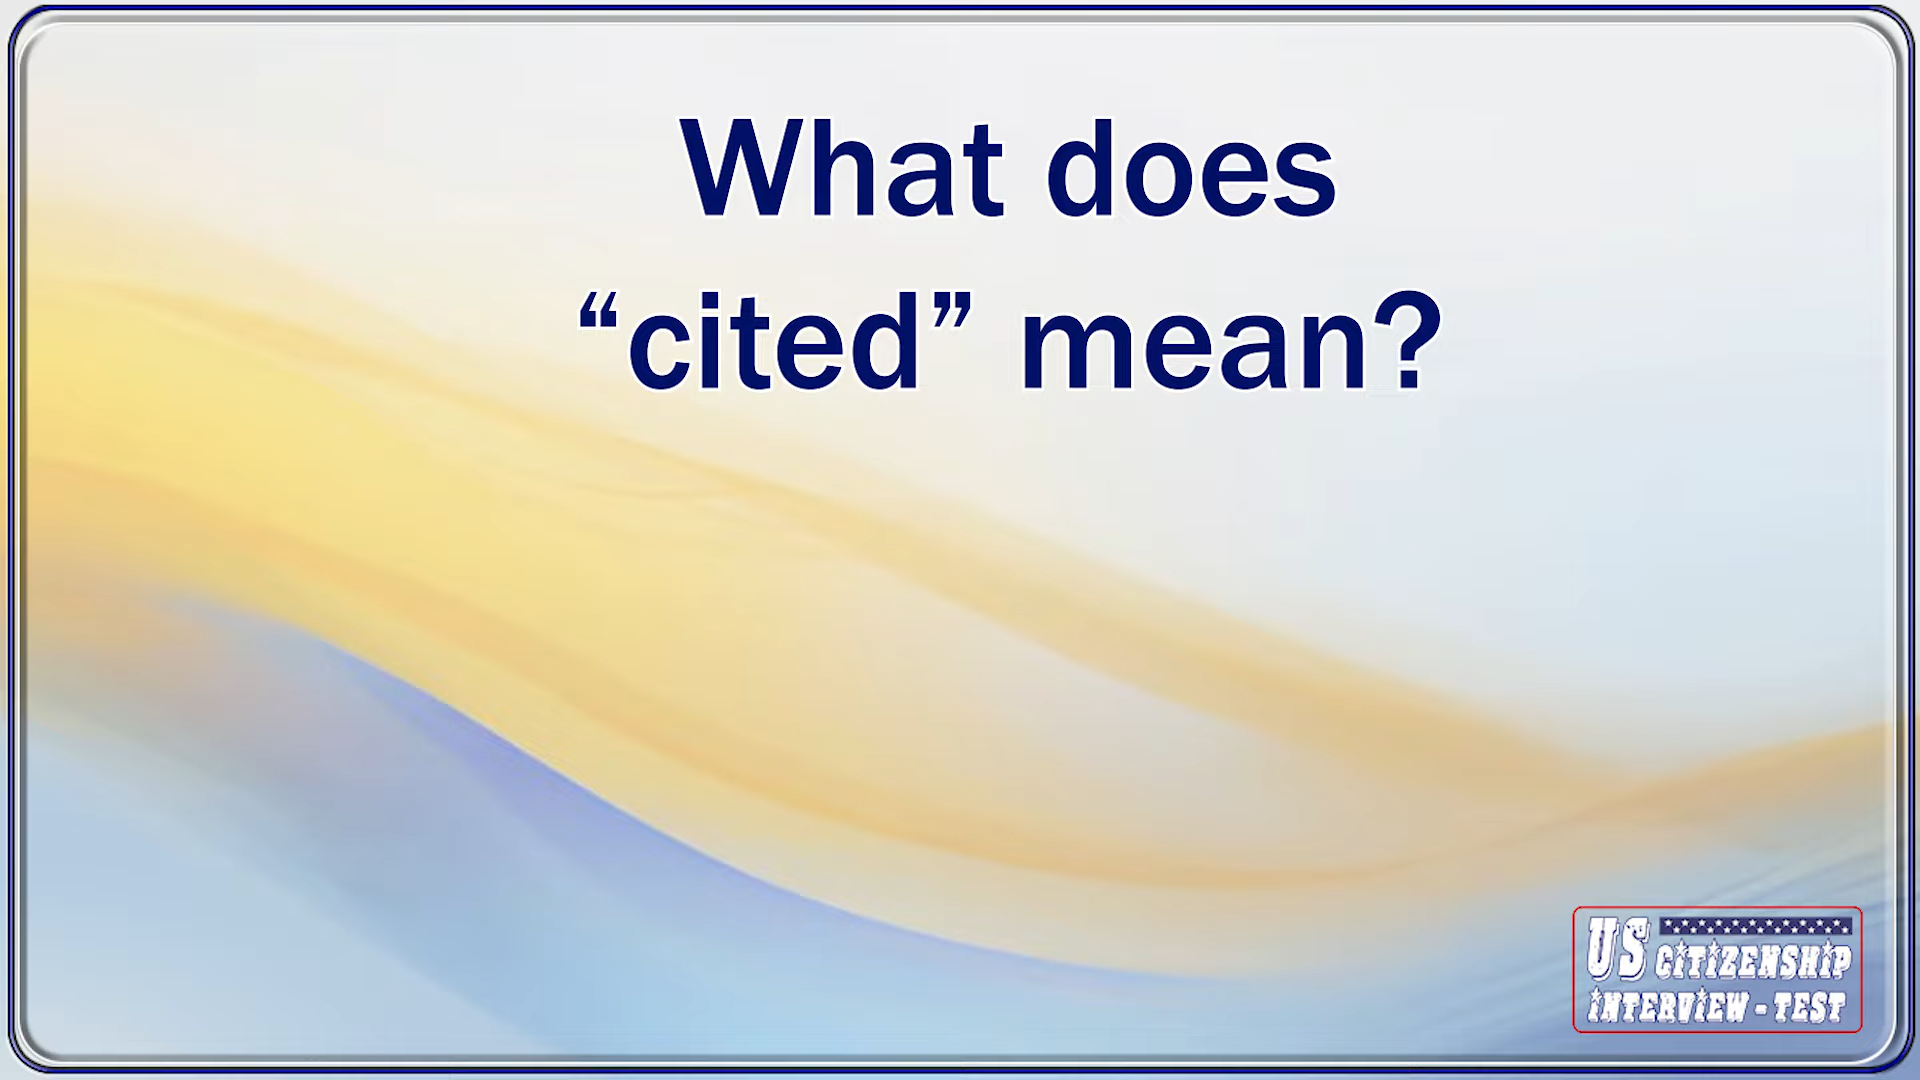 What does
“cited” mean?
US CITIZENSHIP
INTERVIEW - TEST